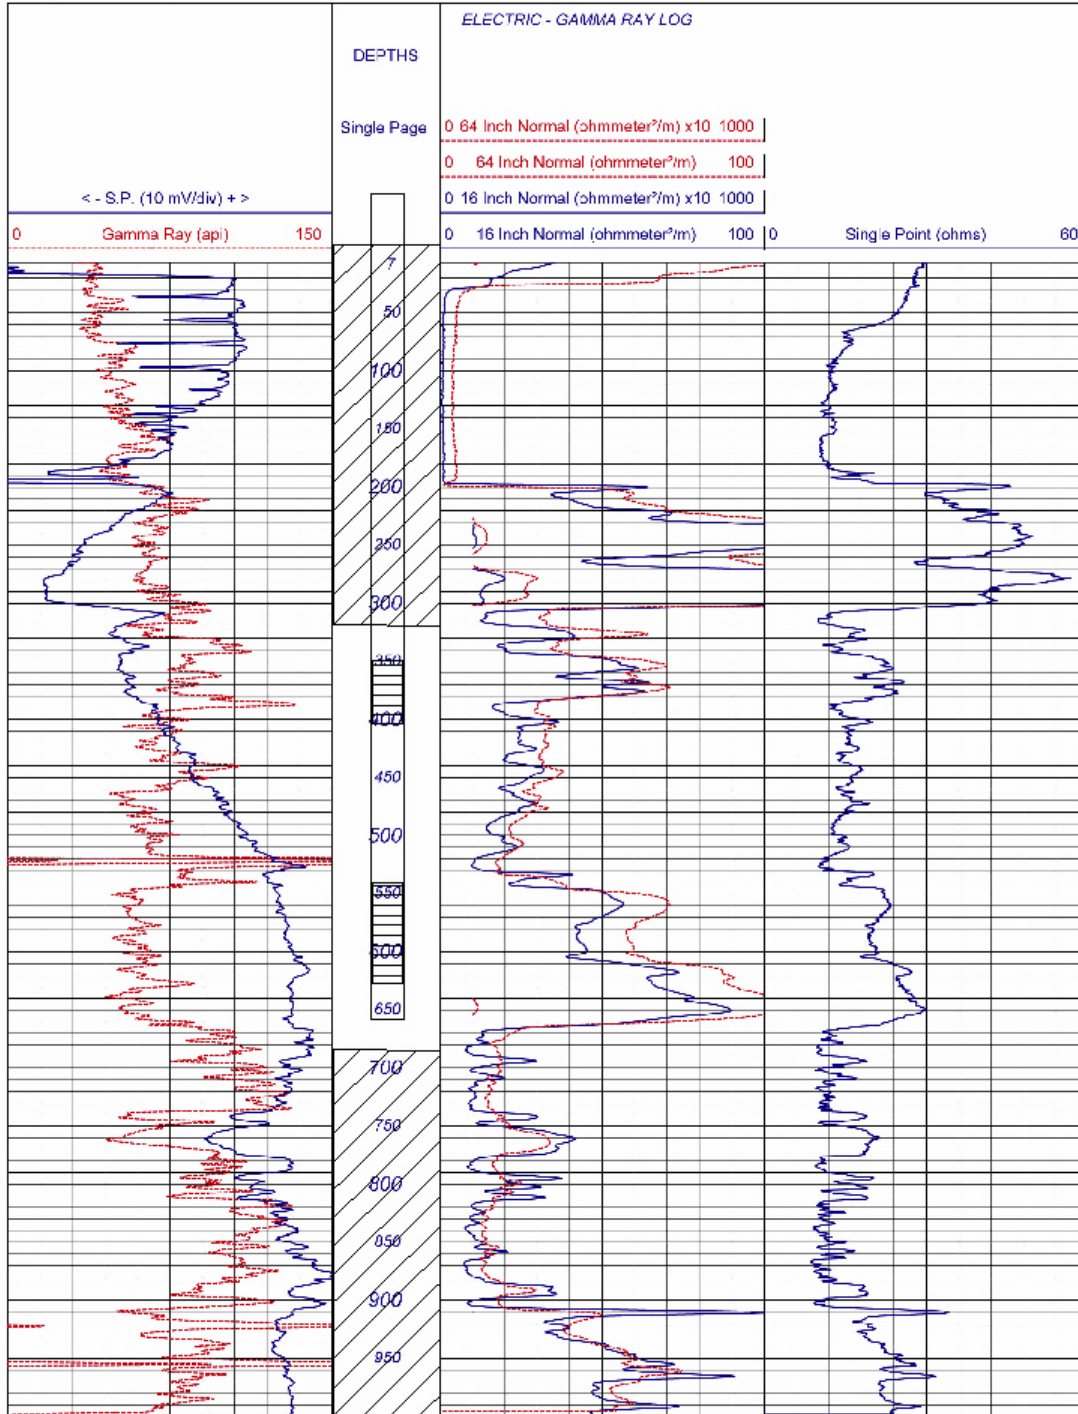 ELECTRIC - GAMMA RAY LOG
DEPTHS
Single Page
0 64 Inch Normal (ohmmeter²/m) x10 1000
0 64 Inch Normal (ohmmeter²/m) 100
< - S.P. (10 mV/div) + >
0 16 Inch Normal (ohmmeter²/m) x10 1000
0 Gamma Ray (api) 150
0 16 Inch Normal (ohmmeter²/m) 100
0 Single Point (ohms) 60
7
50
100
150
200
250
300
350
400
450
500
550
600
650
700
750
800
850
900
950